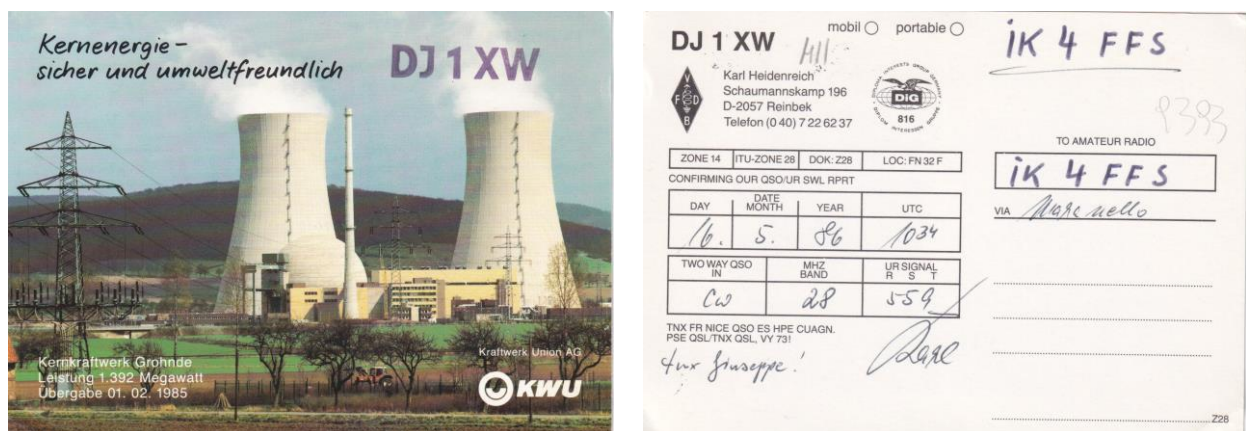 Kernenergie –
sicher und umweltfreundlich
DJ 1 XW
Kernkraftwerk Grohnde
Leistung 1.392 Megawatt
Übergabe 01. 02. 1985
Kraftwerk Union AG
KWU
DJ 1 XW
mobil portable
Karl Heidenreich
Schaumannskamp 196
D-2057 Reinbek
Telefon (0 40) 7 22 62 37
V
F D
B
DIG
816
ZONE 14 ITU-ZONE 28 DOK: Z28 LOC: FN 32 F
CONFIRMING OUR QSO/UR SWL RPRT
DAY DATE MONTH YEAR UTC
16. 5. 86 1034
TWO WAY QSO IN MHZ BAND UR SIGNAL R S T
CW 28 559
TNX FR NICE QSO ES HPE CUAGN.
PSE QSL/TNX QSL, VY 73!
tnx Giuseppe!
Karl
iK 4 FFS
9393
TO AMATEUR RADIO
iK 4 FFS
VIA Maranello
Z28